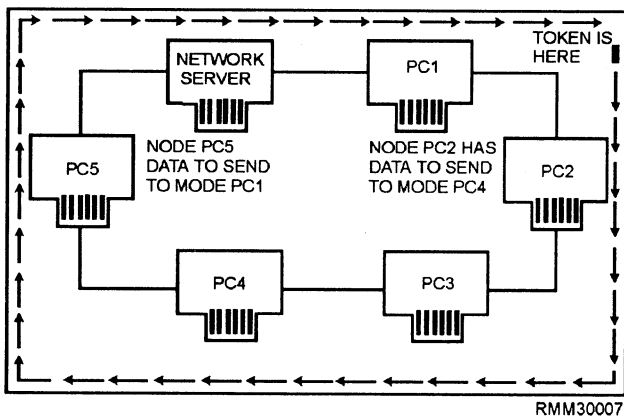 TOKEN IS
HERE
NETWORK
SERVER
PC1
NODE PC5
DATA TO SEND
TO MODE PC1
NODE PC2 HAS
DATA TO SEND
TO MODE PC4
PC5
PC2
PC4
PC3
RMM30007